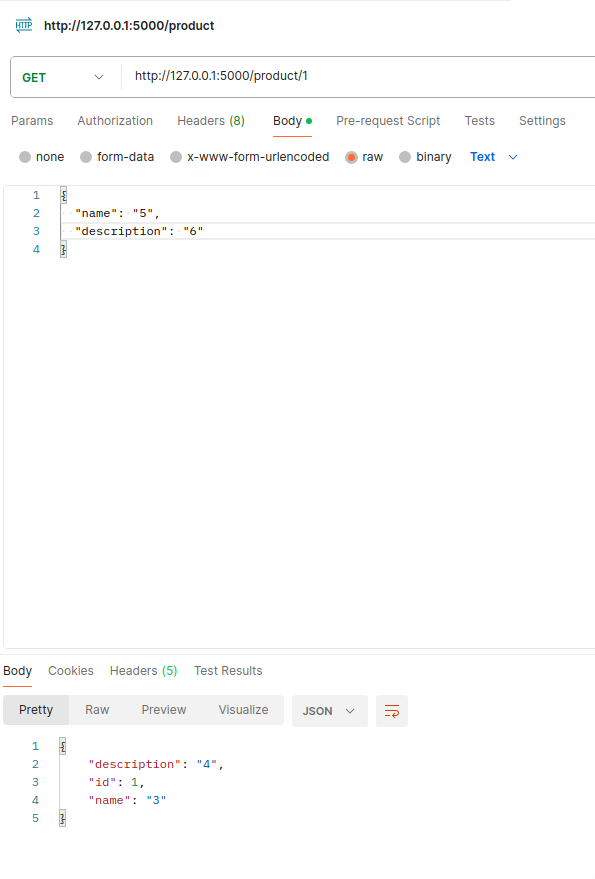 HTTP http://127.0.0.1:5000/product
GET http://127.0.0.1:5000/product/1
Params Authorization Headers (8) Body Pre-request Script Tests Settings
none form-data x-www-form-urlencoded raw binary Text
1 {
2 "name": "5",
3 "description": "6"
4 }
Body Cookies Headers (5) Test Results
Pretty Raw Preview Visualize JSON
1 {
2 "description": "4",
3 "id": 1,
4 "name": "3"
5 }